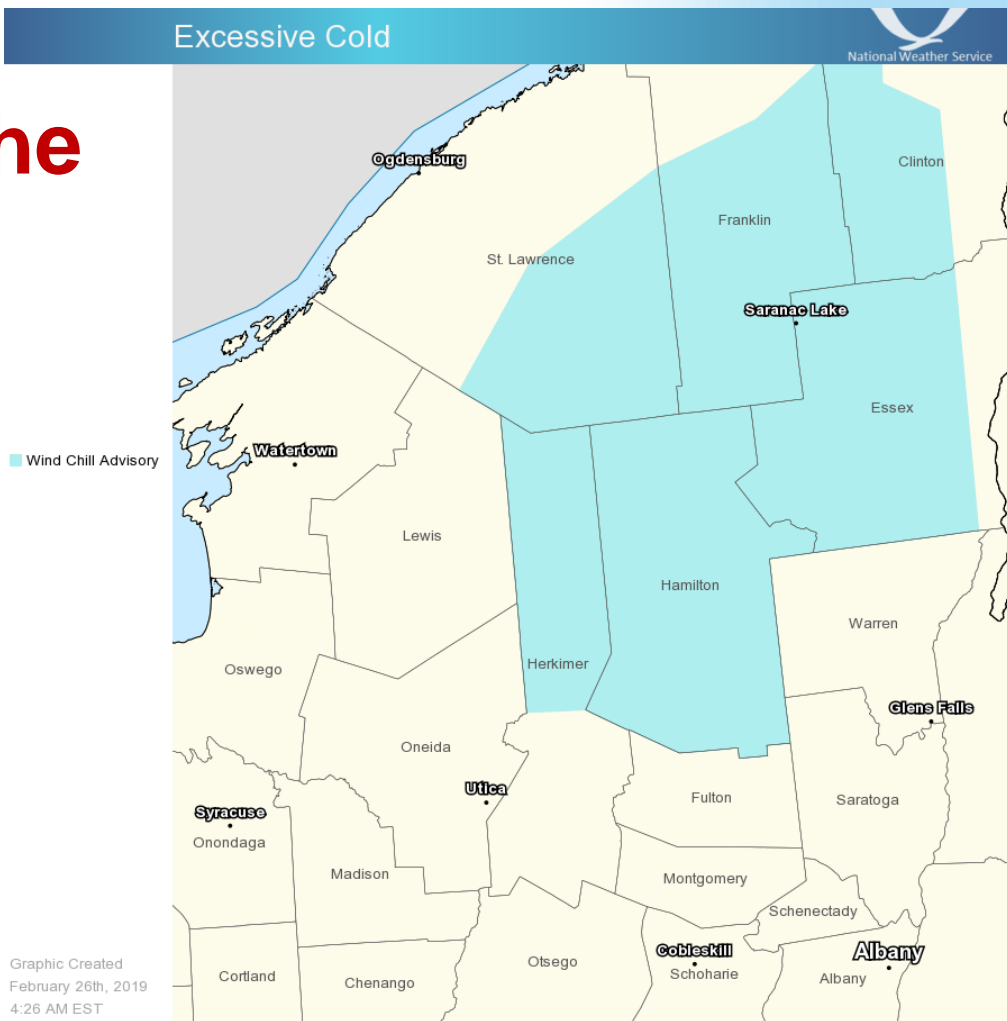 Excessive Cold
National Weather Service
he
Ogdensburg
Clinton
Franklin
St. Lawrence
Saranac Lake
Essex
Watertown
Wind Chill Advisory
Lewis
Hamilton
Warren
Herkimer
Oswego
Glens Falls
Oneida
Utica
Fulton
Saratoga
Syracuse
Onondaga
Madison
Montgomery
Schenectady
Cobleskill
Albany
Otsego
Schoharie
Albany
Cortland
Chenango
Graphic Created
February 26th, 2019
4:26 AM EST